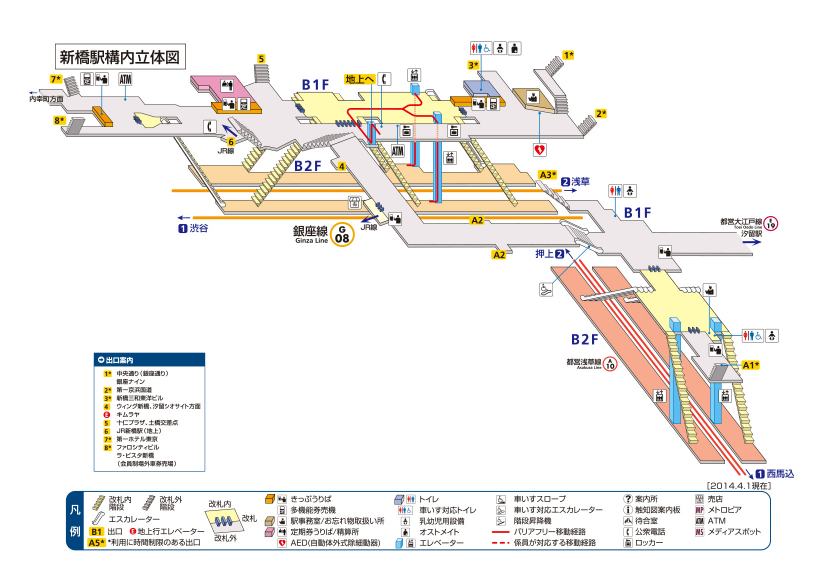 新橋駅構内立体図
7*
内幸町方面
8*
ATM
5
B1F
地上へ
3*
1*
2*
6
JR線
B2F
4
ATM
A3*
2 浅草
B1F
1 渋谷
銀座線
Ginza Line
G
08
JR線
A2
A2
押上 2
都営大江戸線
Toei Oedo Line
汐留駅
E
19
B2F
都営浅草線
Asakusa Line
A
10
A1*
1 西馬込
[2014.4.1現在]
出口案内
1* 中央通り(銀座通り)
銀座ナイン
2* 第一京浜国道
3* 新橋三和東洋ビル
4 ウィング新橋、汐留シオサイト方面
E キムラヤ
5 十仁プラザ、土橋交差点
6 JR新橋駅(地上)
7* 第一ホテル東京
8* ファロシティビル
ラ・ピスタ新橋
(会員制場外車券売場)
凡例
改札内階段
改札外階段
エスカレーター
B1 出口 E 地上行エレベーター
A5* *利用に時間制限のある出口
改札内
改札
改札外
きっぷうりば
多機能券売機
駅事務室/お忘れ物取扱い所
定期券うりば/精算所
AED(自動体外式除細動器)
トイレ
車いす対応トイレ
乳幼児用設備
オストメイト
エレベーター
車いすスロープ
車いす対応エスカレーター
階段昇降機
バリアフリー移動経路
係員が対応する移動経路
? 案内所
i 触知図案内板
待合室
公衆電話
ロッカー
売店
MP メトロピア
ATM ATM
MS メディアスポット